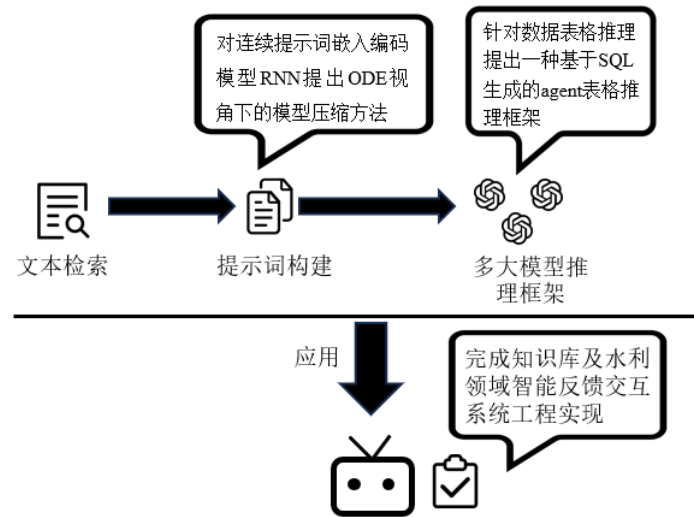 对连续提示词嵌入编码
模型RNN提出ODE视
角下的模型压缩方法
针对数据表格推理
提出一种基于SQL
生成的agent表格推
理框架
文本检索
提示词构建
多大模型推
理框架
应用
完成知识库及水利
领域智能反馈交互
系统工程实现